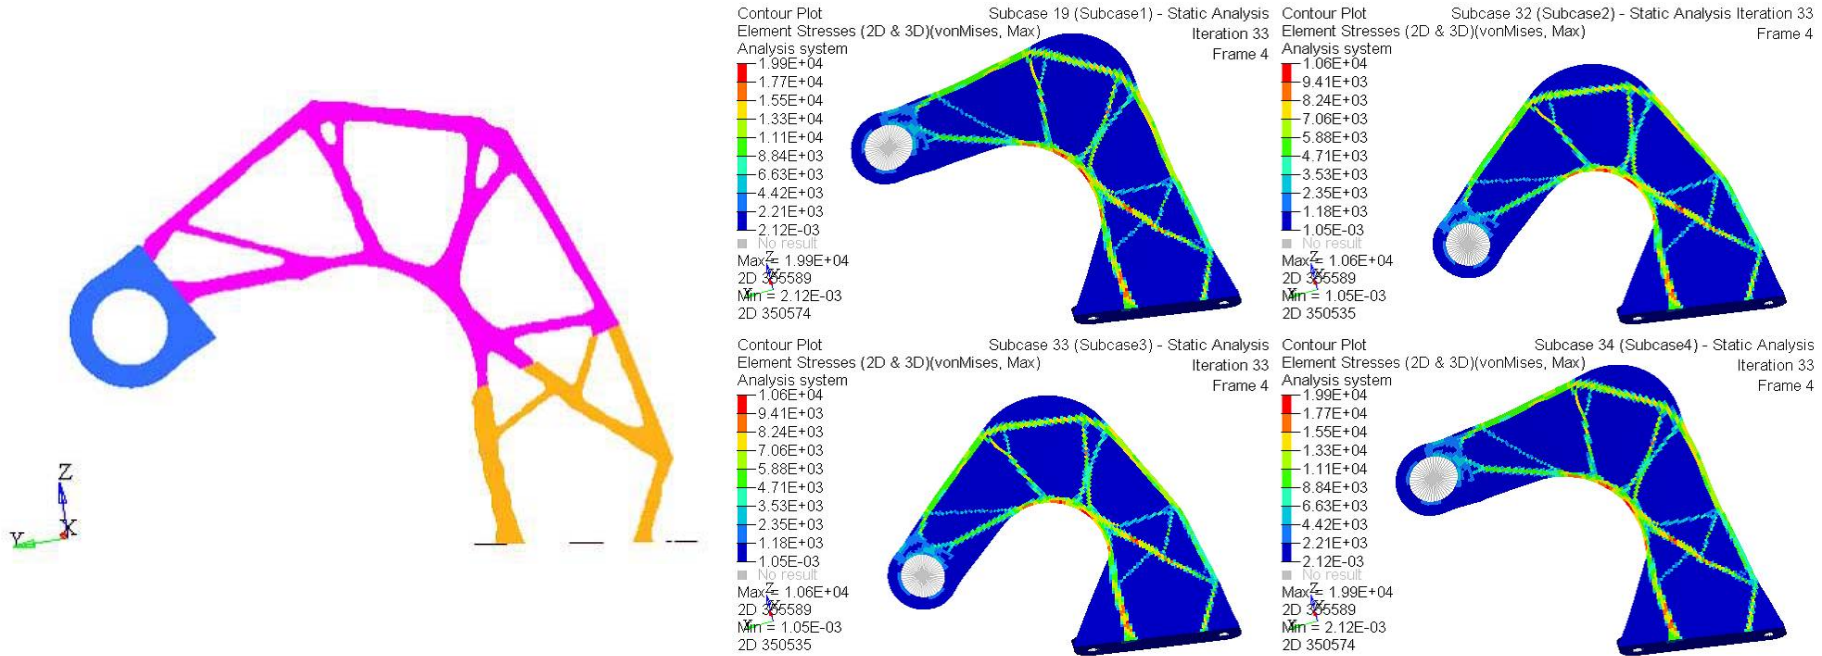 Z
X
Y
Contour Plot
Subcase 19 (Subcase1) - Static Analysis
Element Stresses (2D & 3D)(vonMises, Max)
Iteration 33
Analysis system
Frame 4
1.99E+04
1.77E+04
1.55E+04
1.33E+04
1.11E+04
8.84E+03
6.63E+03
4.42E+03
2.21E+03
2.12E-03
No result
Max = 1.99E+04
2D 355589
Min = 2.12E-03
2D 350574
Contour Plot
Subcase 32 (Subcase2) - Static Analysis Iteration 33
Element Stresses (2D & 3D)(vonMises, Max)
Frame 4
Analysis system
1.06E+04
9.41E+03
8.24E+03
7.06E+03
5.88E+03
4.71E+03
3.53E+03
2.35E+03
1.18E+03
1.05E-03
No result
Max = 1.06E+04
2D 355589
Min = 1.05E-03
2D 350535
Contour Plot
Subcase 33 (Subcase3) - Static Analysis
Element Stresses (2D & 3D)(vonMises, Max)
Iteration 33
Analysis system
Frame 4
1.06E+04
9.41E+03
8.24E+03
7.06E+03
5.88E+03
4.71E+03
3.53E+03
2.35E+03
1.18E+03
1.05E-03
No result
Max = 1.06E+04
2D 355589
Min = 1.05E-03
2D 350535
Contour Plot
Subcase 34 (Subcase4) - Static Analysis
Element Stresses (2D & 3D)(vonMises, Max)
Iteration 33
Analysis system
Frame 4
1.99E+04
1.77E+04
1.55E+04
1.33E+04
1.11E+04
8.84E+03
6.63E+03
4.42E+03
2.21E+03
2.12E-03
No result
Max = 1.99E+04
2D 355589
Min = 2.12E-03
2D 350574